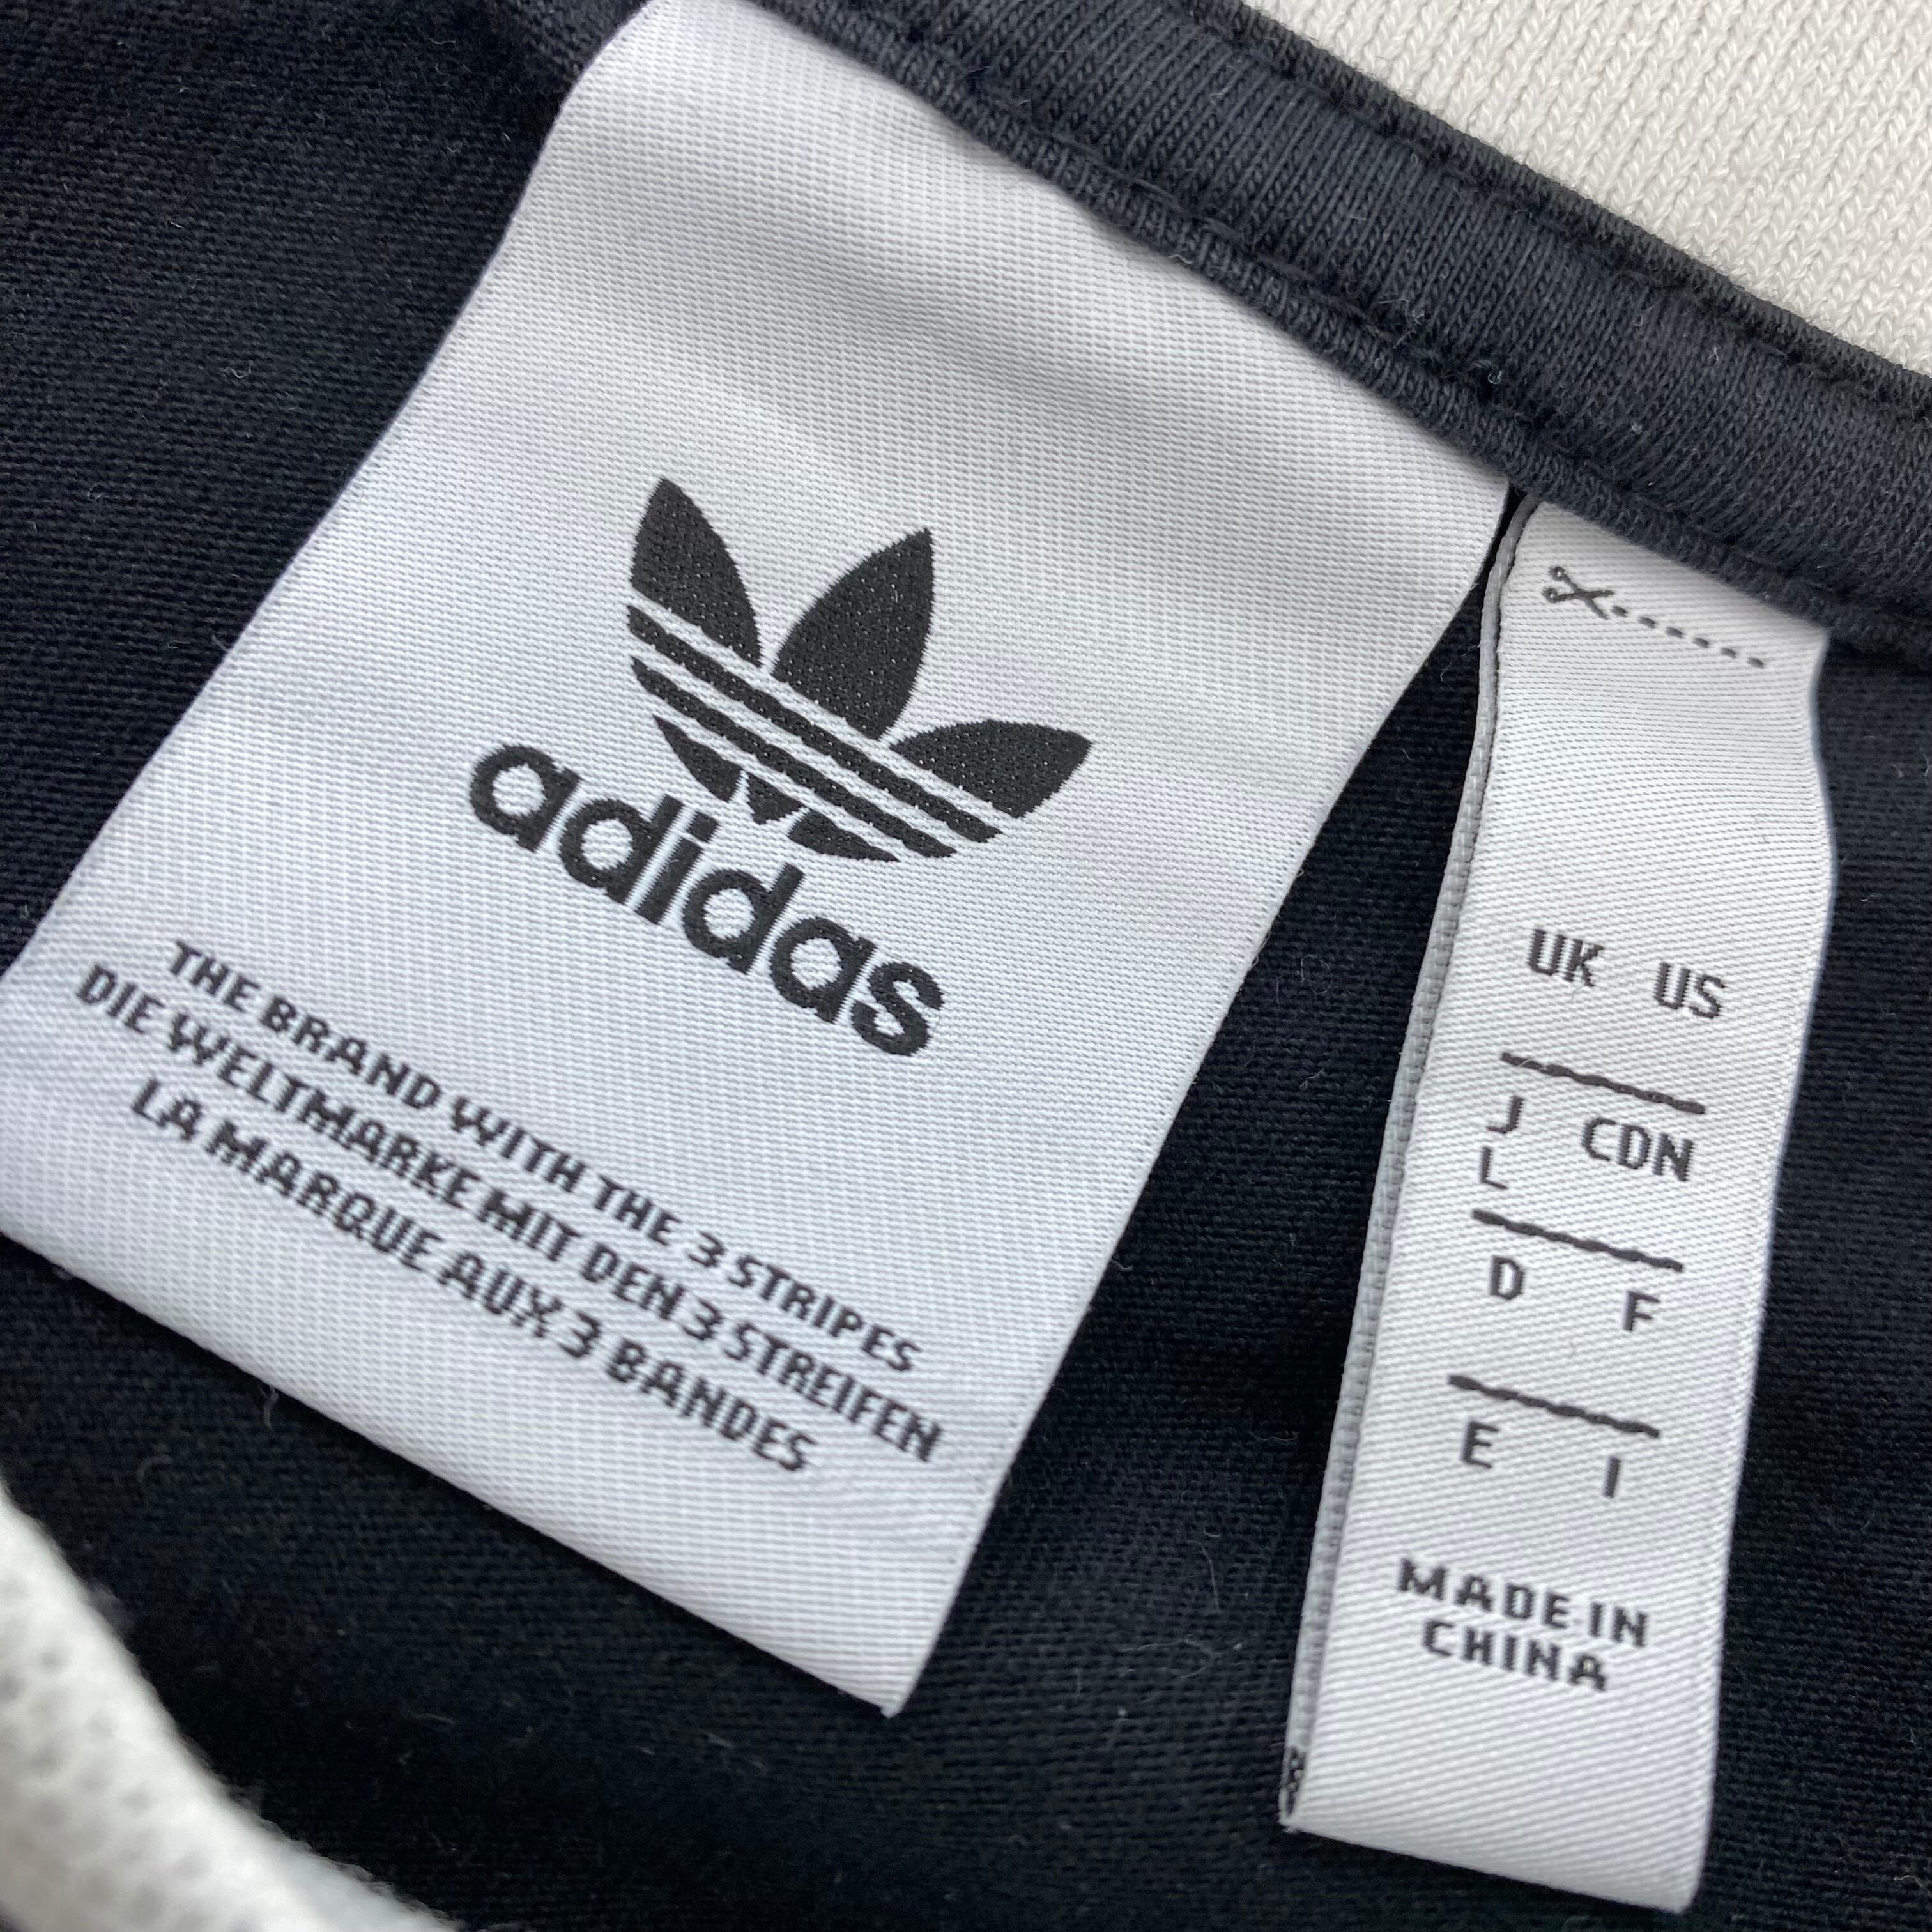 adidas
THE BRAND WITH THE 3 STRIPES
DIE WELTMARKE MIT DEN 3 STREIFEN
LA MARQUE AUX 3 BANDES
UK US
J CDN
L
D F
E I
MADE IN
CHINA